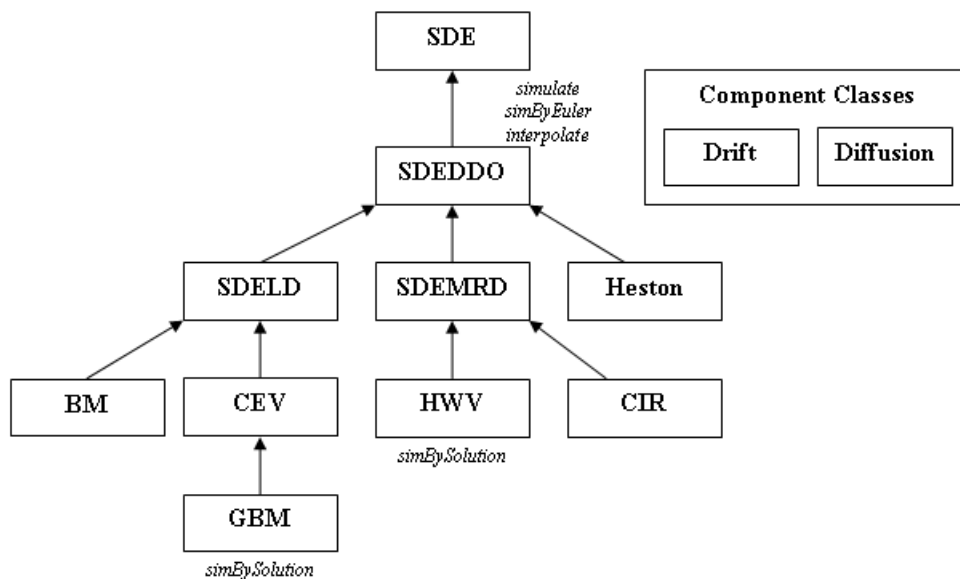 SDE
simulate
simByEuler
interpolate
Component Classes
Drift
Diffusion
SDEDDO
SDELD
SDEMRD
Heston
BM
CEV
HWV
CIR
simBySolution
GBM
simBySolution